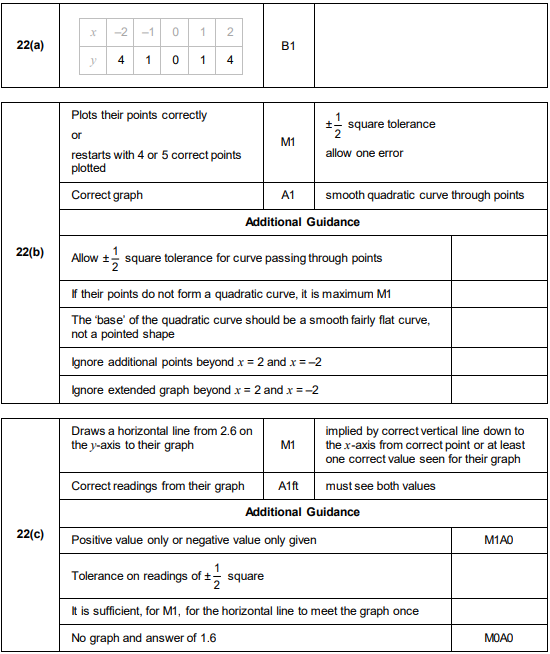 22(a)
x –2 –1 0 1 2
y 4 1 0 1 4
B1
22(b)
Plots their points correctly
or
restarts with 4 or 5 correct points
plotted
M1
± 1/2 square tolerance
allow one error
Correct graph
A1
smooth quadratic curve through points
Additional Guidance
Allow ± 1/2 square tolerance for curve passing through points
If their points do not form a quadratic curve, it is maximum M1
The ‘base’ of the quadratic curve should be a smooth fairly flat curve,
not a pointed shape
Ignore additional points beyond x = 2 and x = –2
Ignore extended graph beyond x = 2 and x = –2
22(c)
Draws a horizontal line from 2.6 on
the y-axis to their graph
M1
implied by correct vertical line down to
the x-axis from correct point or at least
one correct value seen for their graph
Correct readings from their graph
A1ft
must see both values
Additional Guidance
Positive value only or negative value only given
M1A0
Tolerance on readings of ± 1/2 square
It is sufficient, for M1, for the horizontal line to meet the graph once
No graph and answer of 1.6
M0A0